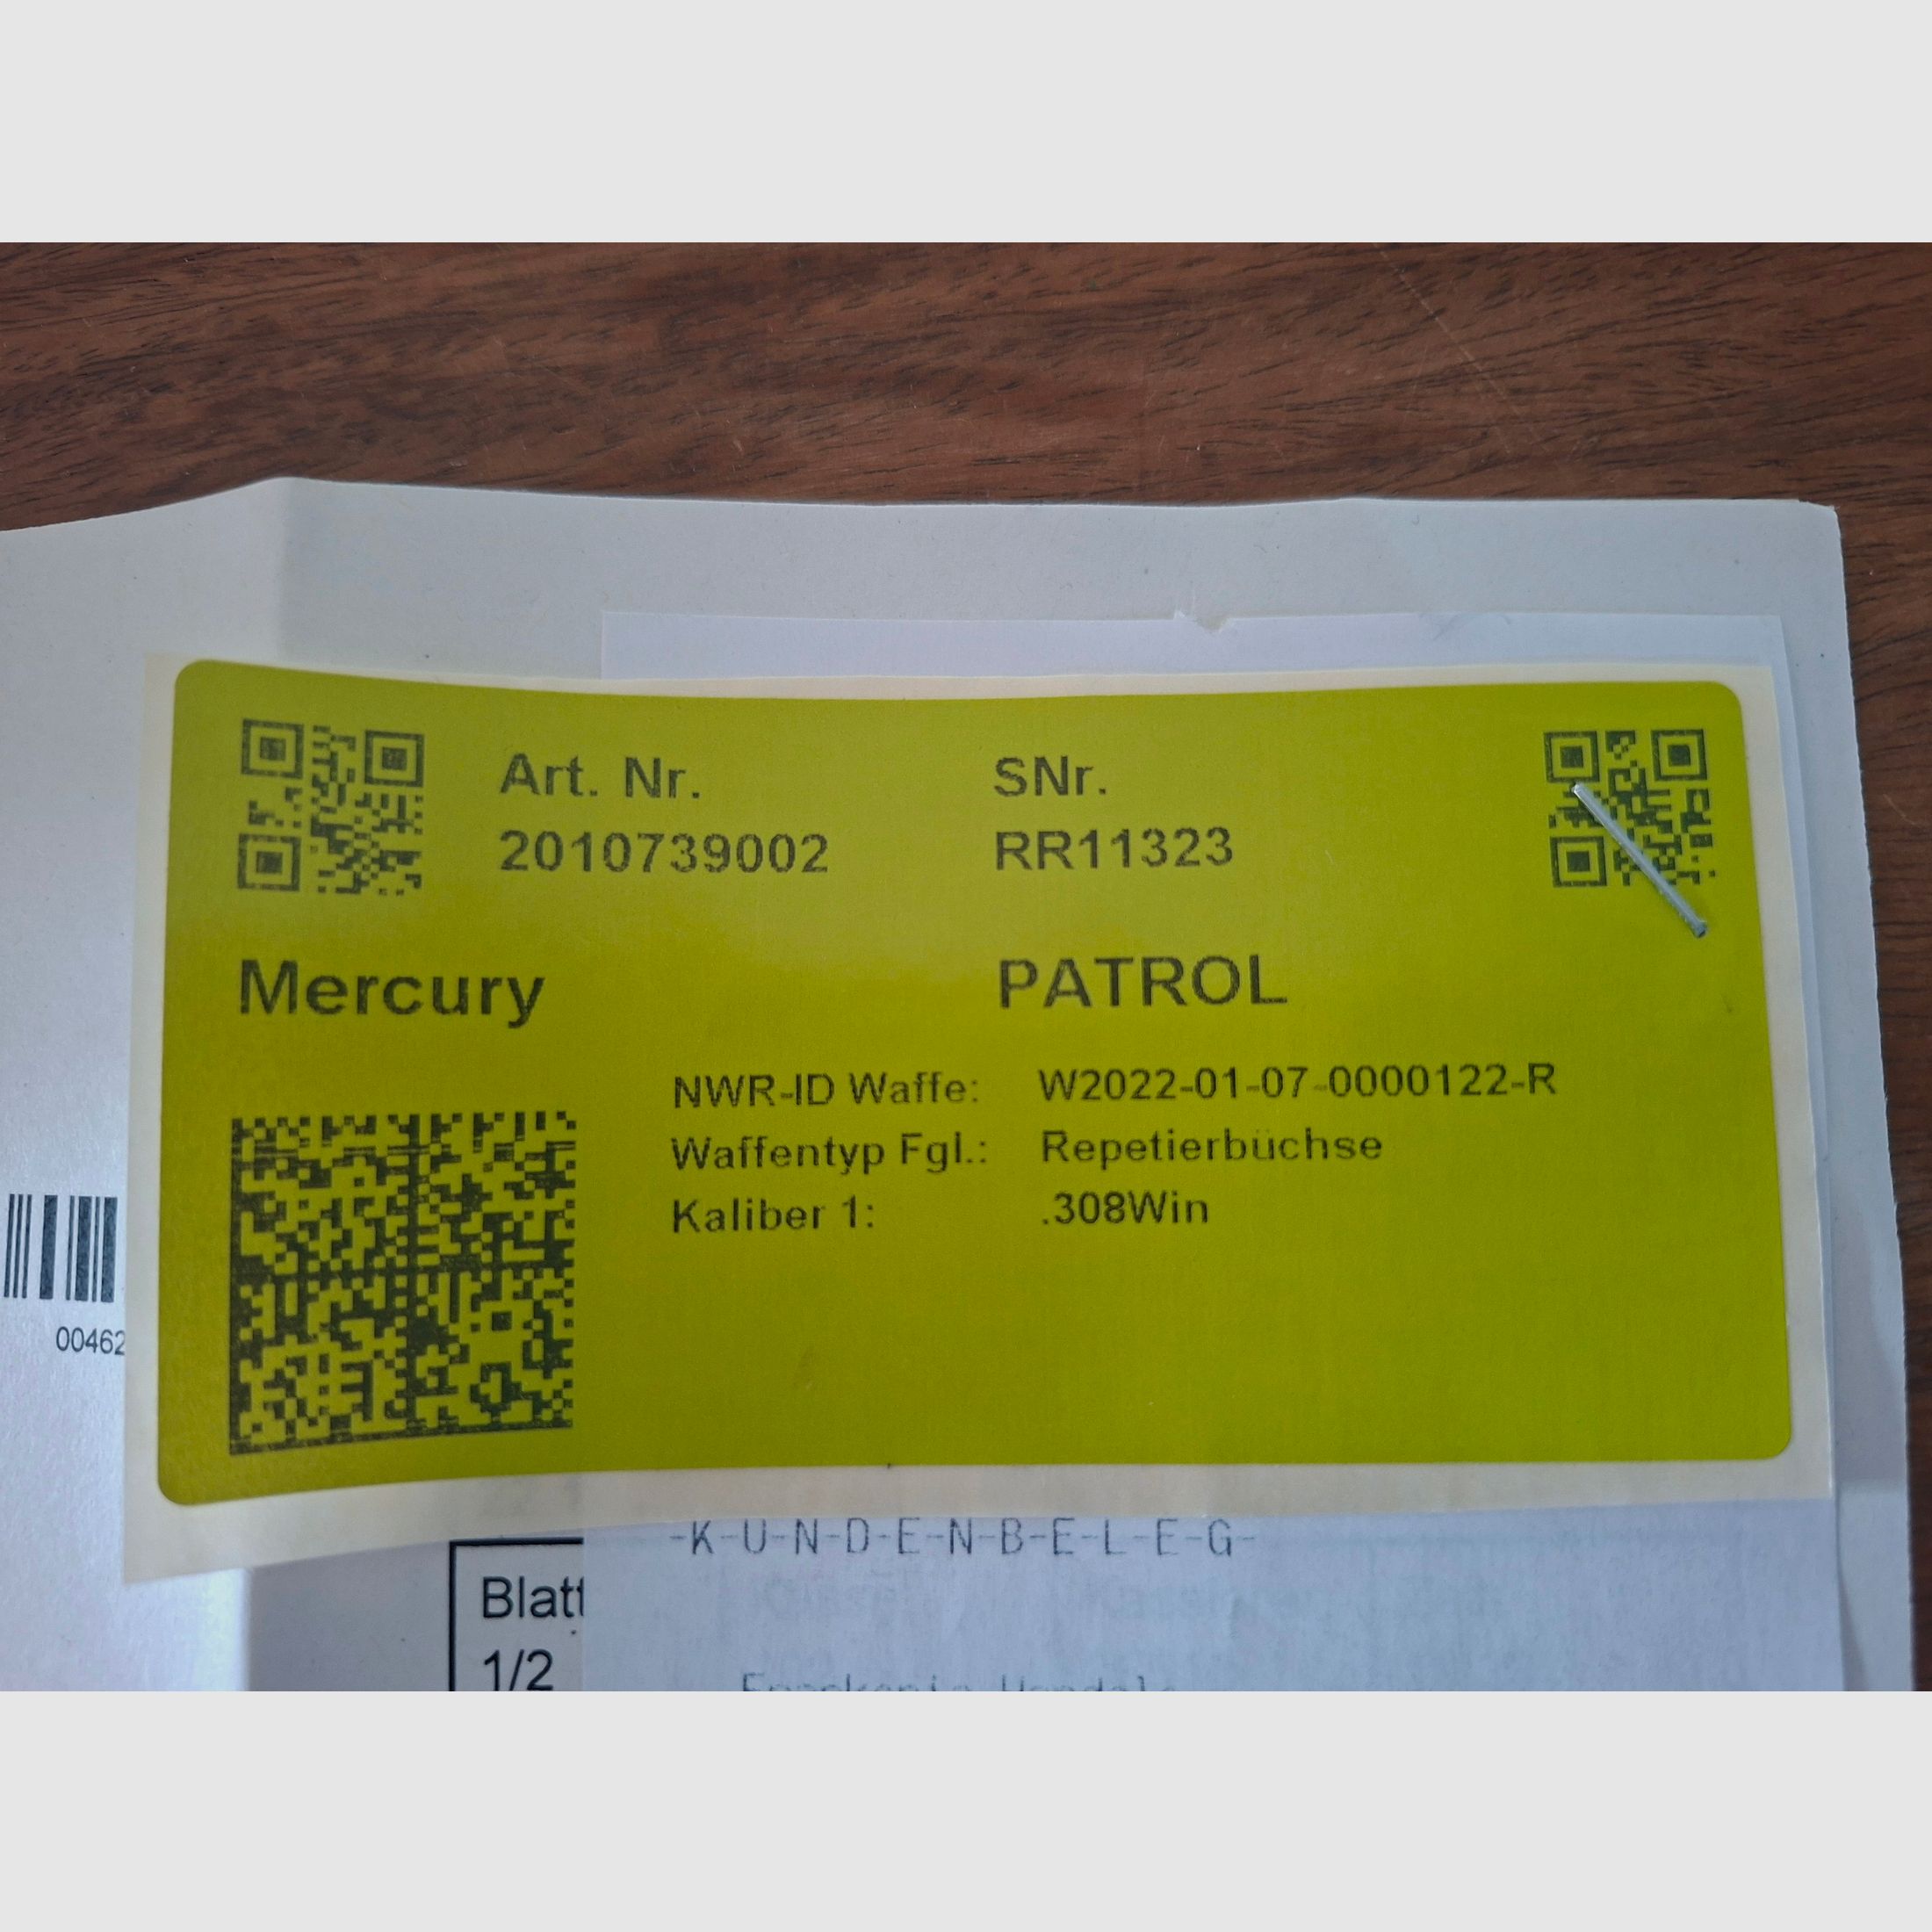 Art. Nr. SNr.
2010739002 RR11323
Mercury PATROL
NWR-ID Waffe: W2022-01-07-0000122-R
Waffentyp Fgl.: Repetierbüchse
Kaliber 1: .308Win
00462
-K-U-N-D-E-N-B-E-L-E-G-
Blatt
1/2